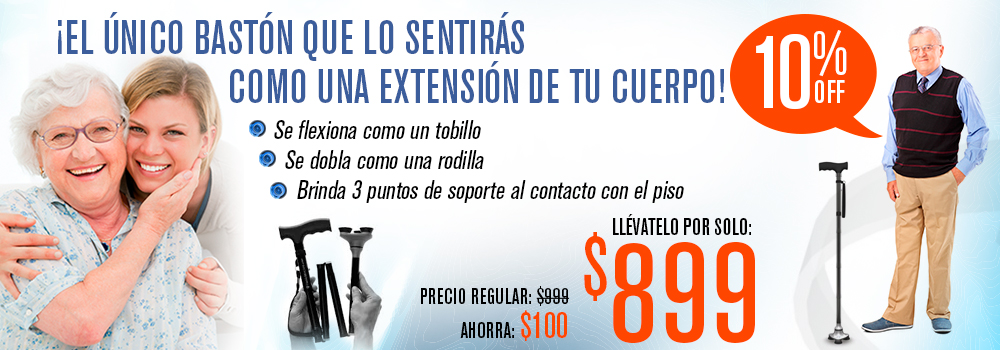 ¡EL ÚNICO BASTÓN QUE LO SENTIRÁS
COMO UNA EXTENSIÓN DE TU CUERPO!
10% OFF
Se flexiona como un tobillo
Se dobla como una rodilla
Brinda 3 puntos de soporte al contacto con el piso
LLÉVATELO POR SOLO:
$899
PRECIO REGULAR: $999
AHORRA: $100